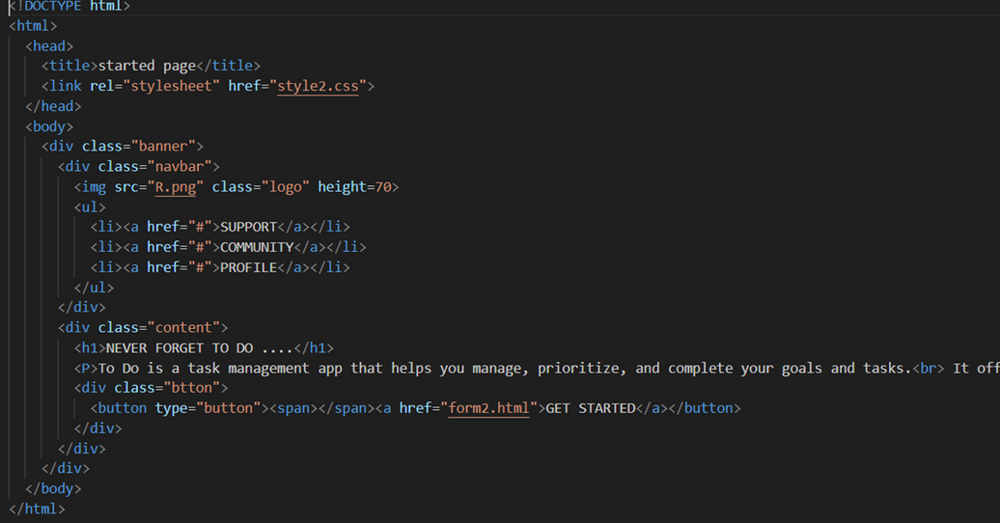 <!DOCTYPE html>
<html>
<head>
<title>started page</title>
<link rel="stylesheet" href="style2.css">
</head>
<body>
<div class="banner">
<div class="navbar">
<img src="R.png" class="logo" height=70>
<ul>
<li><a href="#">SUPPORT</a></li>
<li><a href="#">COMMUNITY</a></li>
<li><a href="#">PROFILE</a></li>
</ul>
</div>
<div class="content">
<h1>NEVER FORGET TO DO ....</h1>
<P>To Do is a task management app that helps you manage, prioritize, and complete your goals and tasks.<br> It off
<div class="btton">
<button type="button"><span></span><a href="form2.html">GET STARTED</a></button>
</div>
</div>
</div>
</body>
</html>